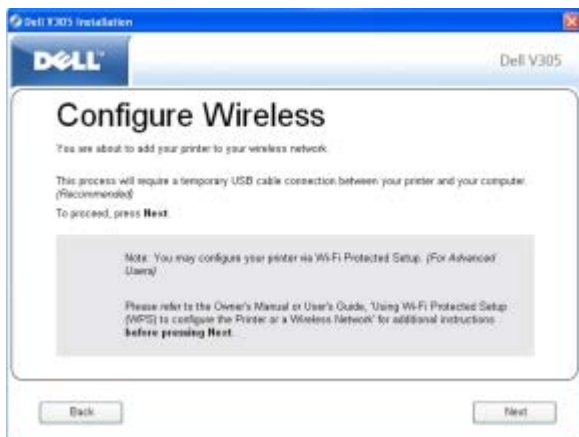 Dell V305 Installation
DELL
Dell V305
Configure Wireless
You are about to add your printer to your wireless network.
This process will require a temporary USB cable connection between your printer and your computer.
(Recommended)
To proceed, press Next.
Note: You may configure your printer via Wi-Fi Protected Setup. (For Advanced
Users)
Please refer to the Owner's Manual or User's Guide, 'Using Wi-Fi Protected Setup
(WPS) to configure the Printer or a Wireless Network' for additional instructions
before pressing Next.
Back
Next